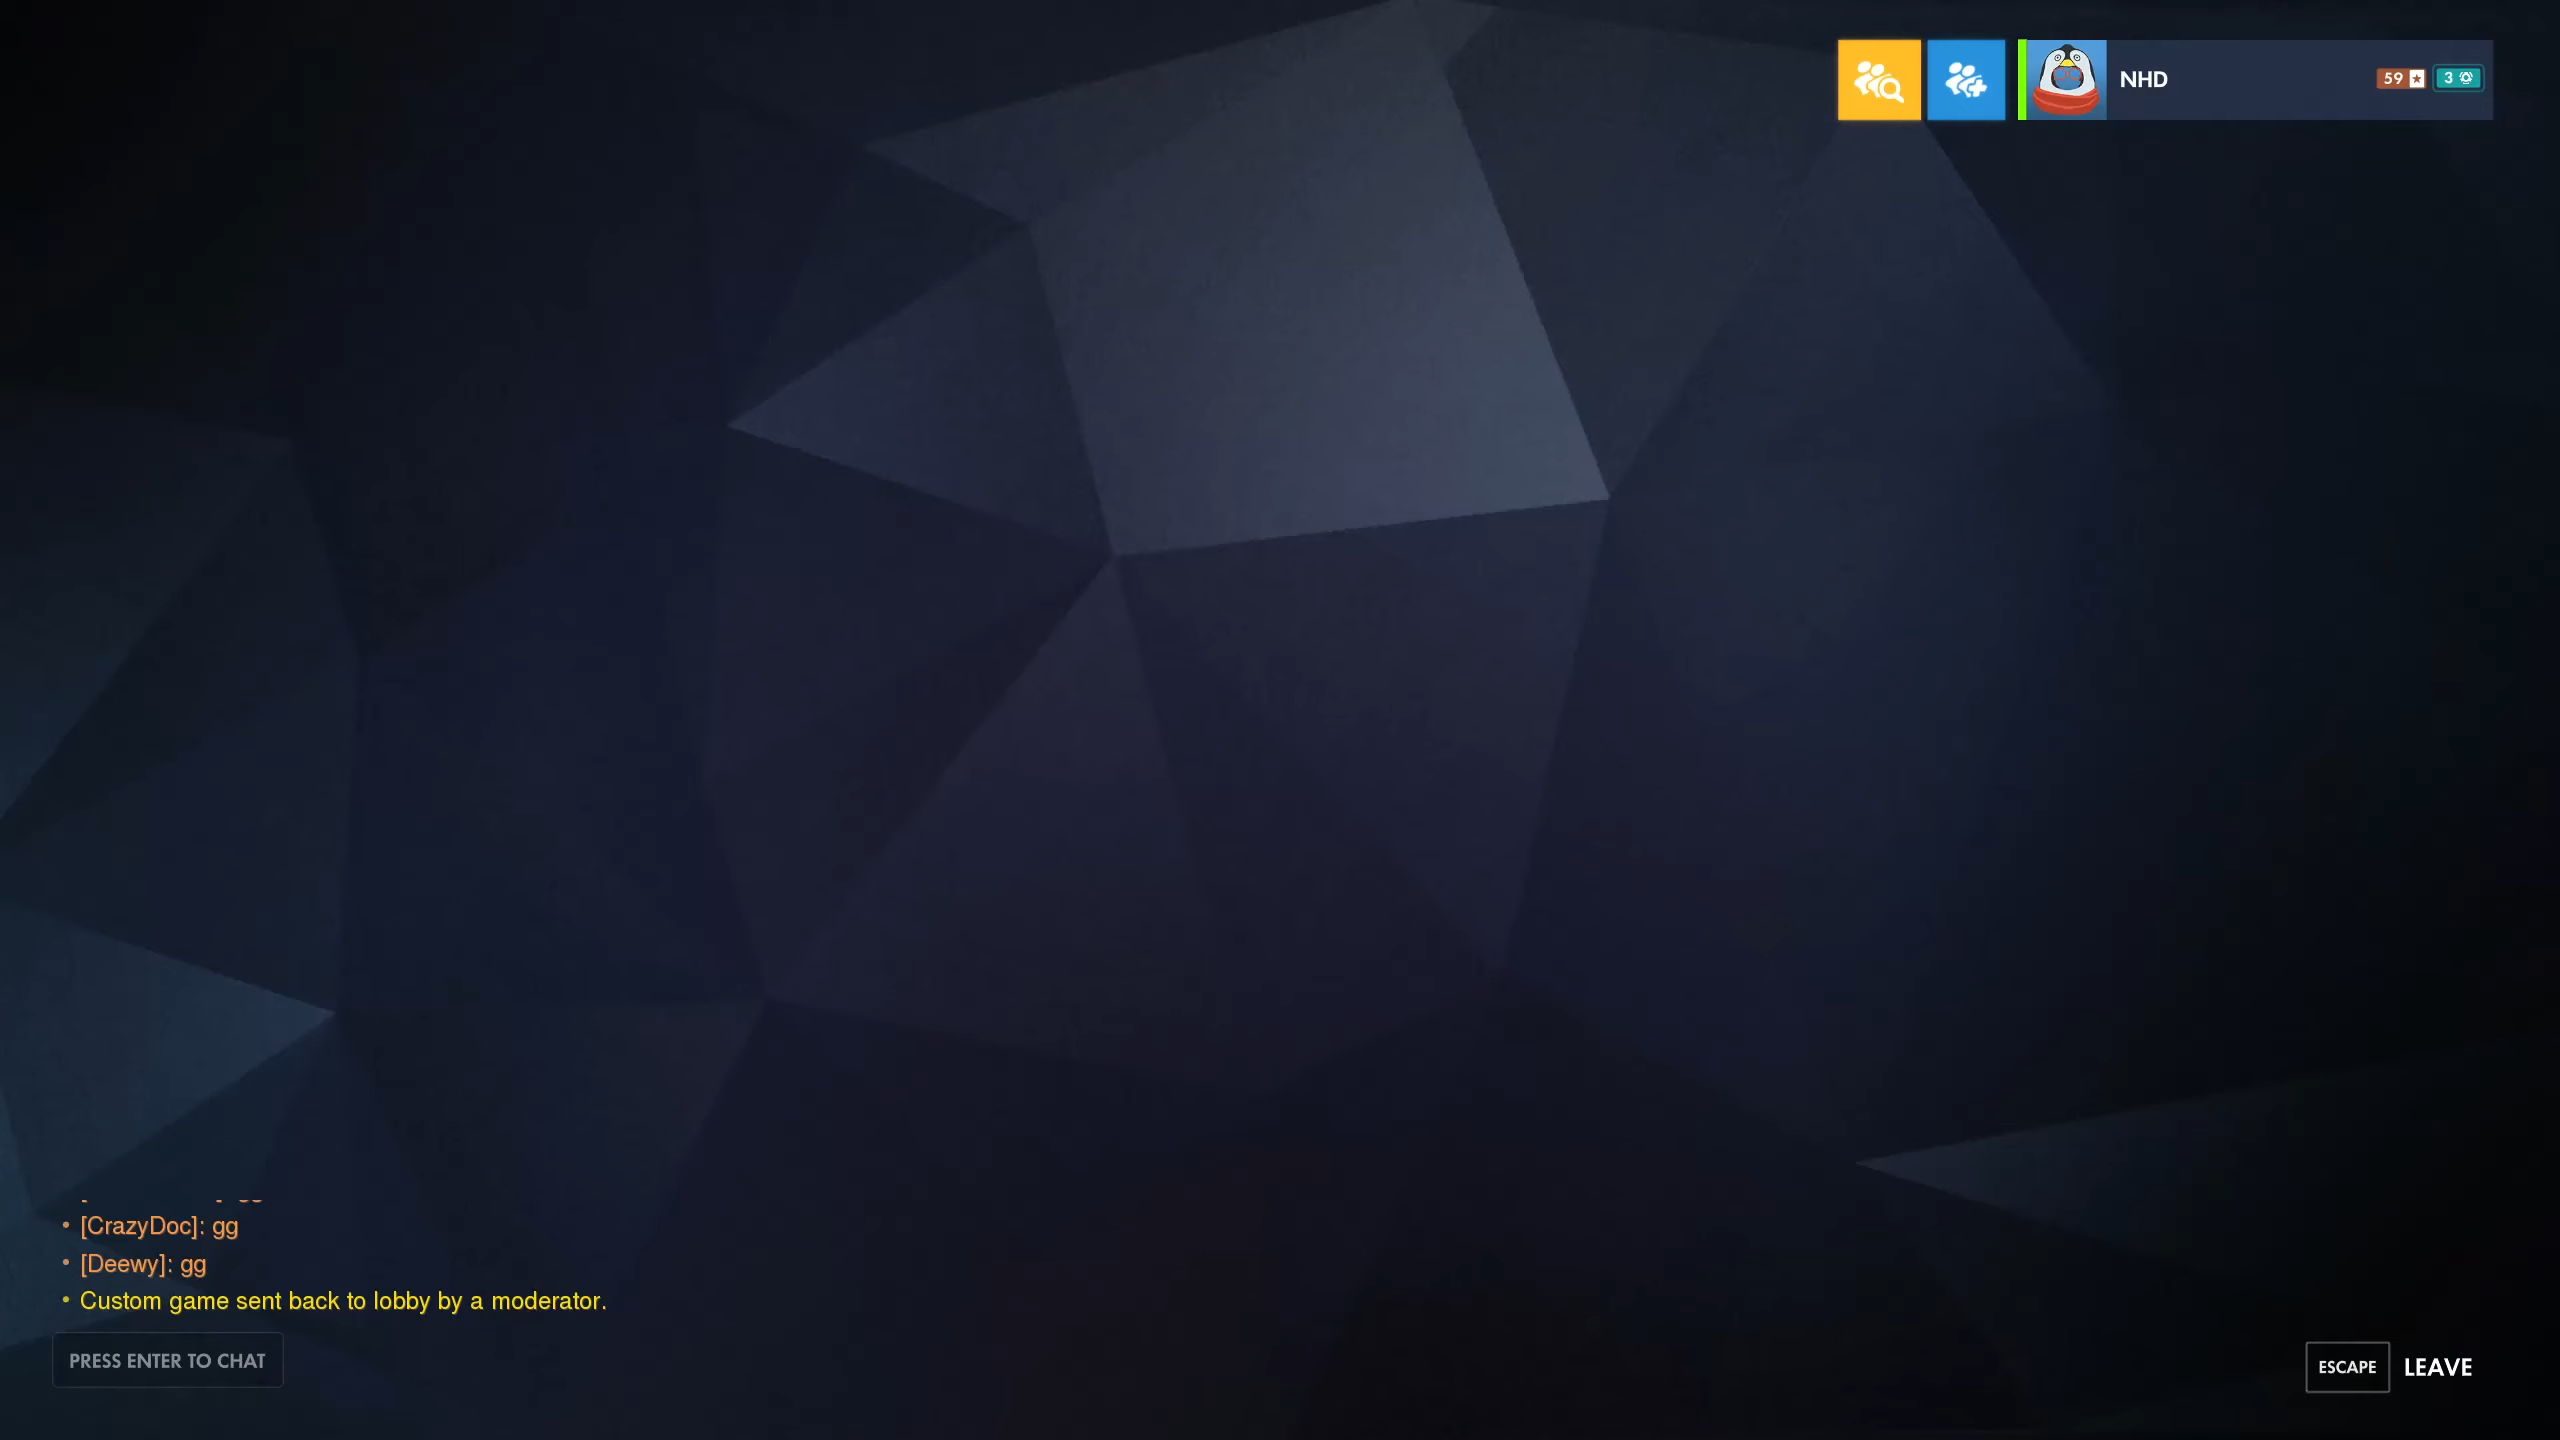 NHD
59
3
• [CrazyDoc]: gg
• [Deewy]: gg
• Custom game sent back to lobby by a moderator.
PRESS ENTER TO CHAT
ESCAPE LEAVE